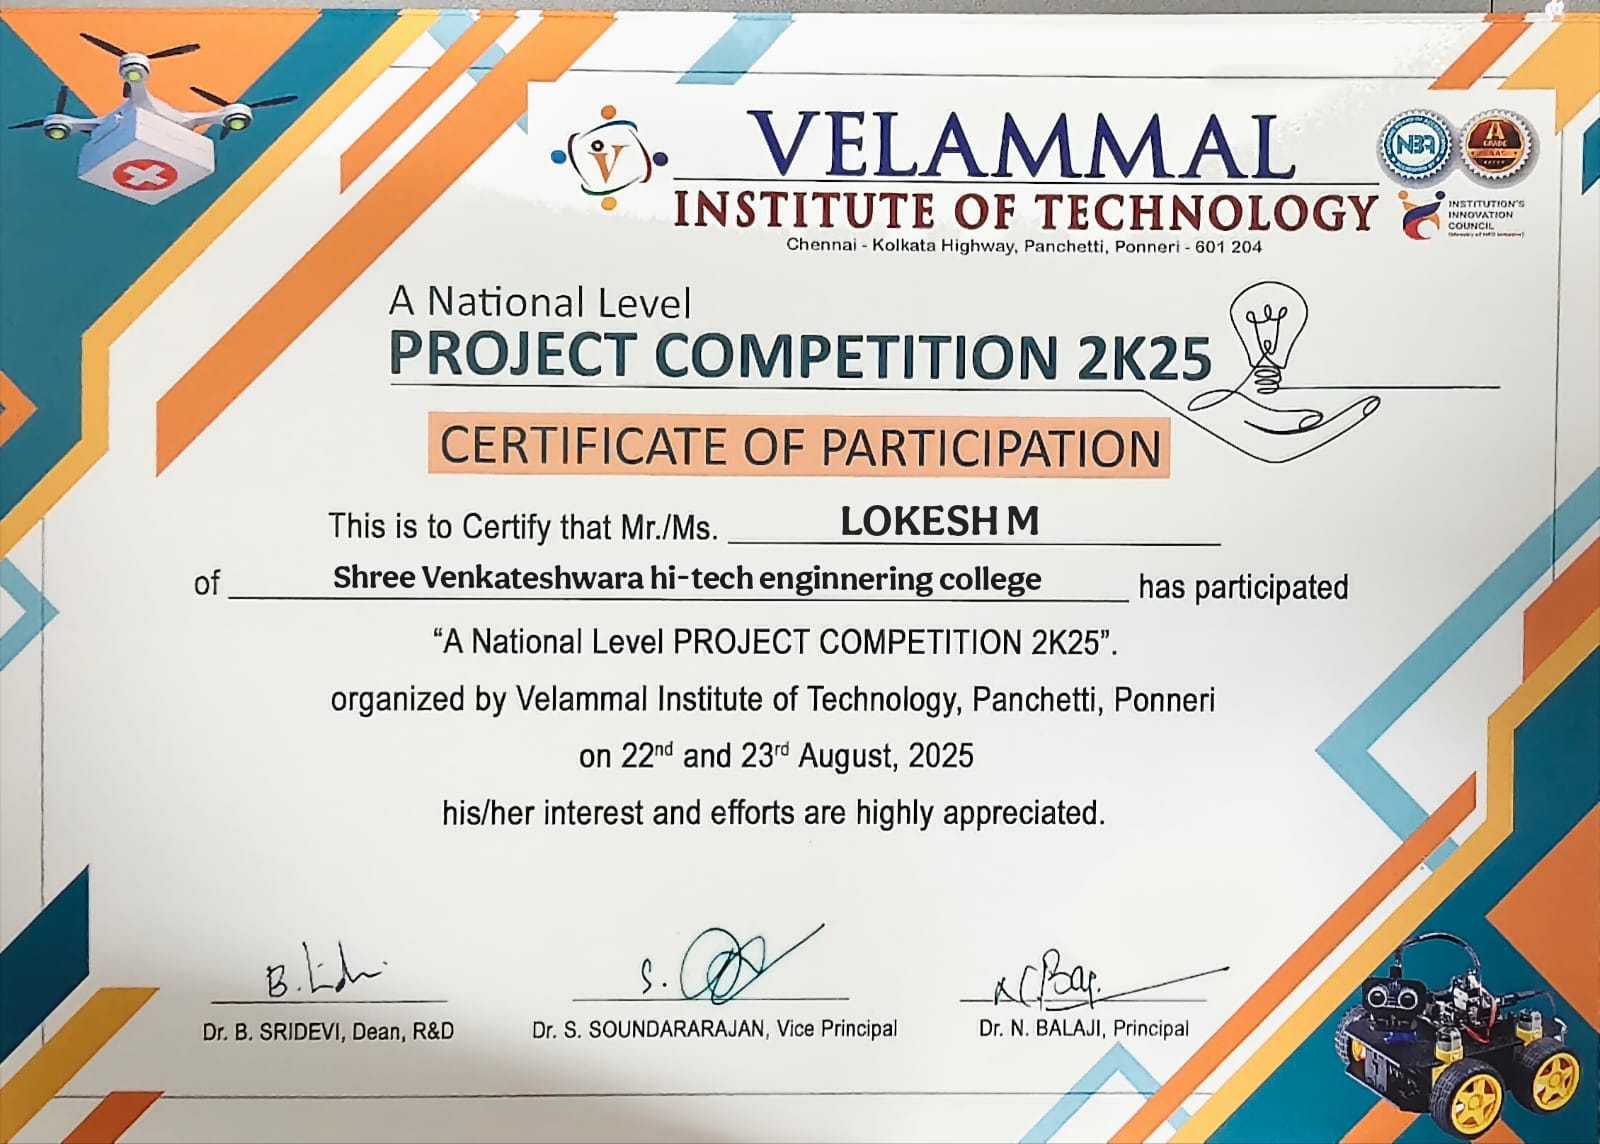 VELAMMAL
INSTITUTE OF TECHNOLOGY
Chennai - Kolkata Highway, Panchetti, Ponneri - 601 204
V
NBA
A
GRADE
INSTITUTION'S
INNOVATION
COUNCIL
A National Level
PROJECT COMPETITION 2K25
CERTIFICATE OF PARTICIPATION
This is to Certify that Mr./Ms. LOKESH M
of Shree Venkateshwara hi-tech enginnering college has participated
“A National Level PROJECT COMPETITION 2K25”.
organized by Velammal Institute of Technology, Panchetti, Ponneri
on 22nd and 23rd August, 2025
his/her interest and efforts are highly appreciated.
Dr. B. SRIDEVI, Dean, R&D
Dr. S. SOUNDARARAJAN, Vice Principal
Dr. N. BALAJI, Principal